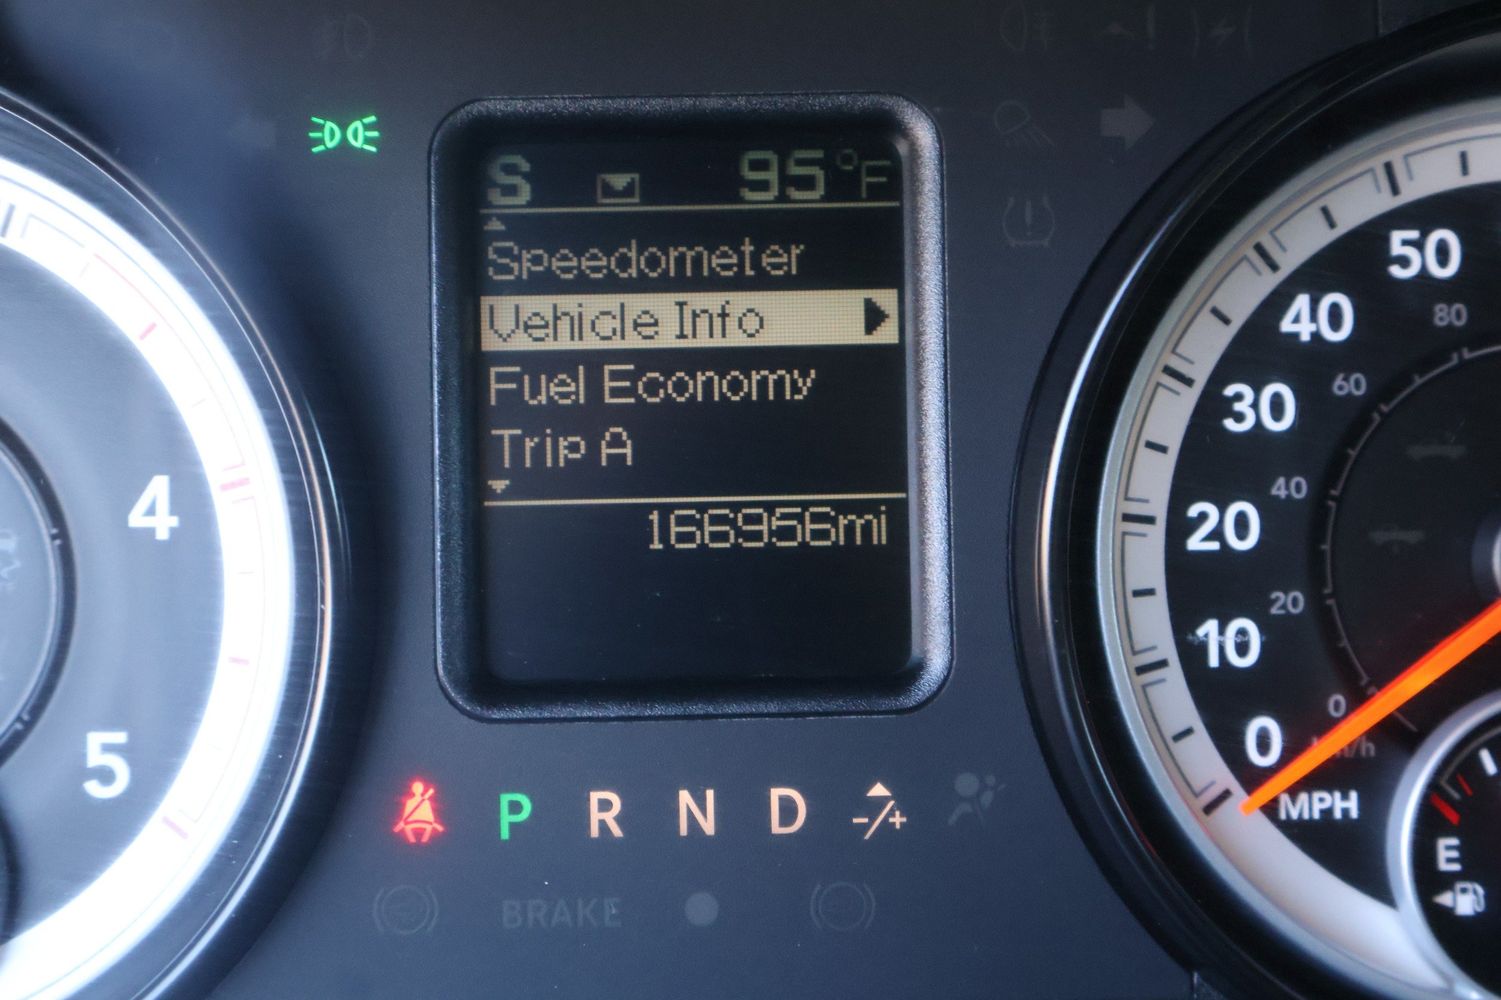 S 95°F
Speedometer
Vehicle Info
Fuel Economy
Trip A
166956mi
4
5
P R N D -/+
BRAKE
50
40
30
20
10
0
MPH
80
60
40
20
0
km/h
E